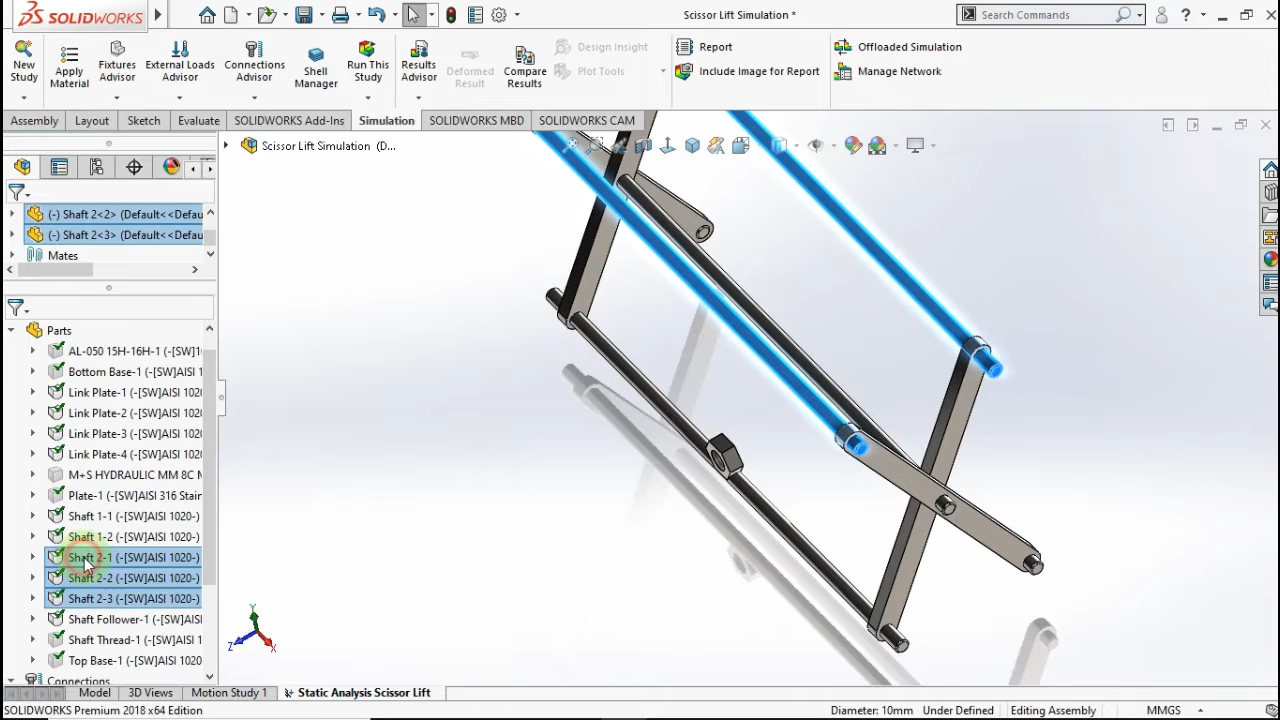 SOLIDWORKS
Scissor Lift Simulation *
Search Commands
New Study
Apply Material
Fixtures Advisor
External Loads Advisor
Connections Advisor
Shell Manager
Run This Study
Results Advisor
Deformed Result
Compare Results
Design Insight
Plot Tools
Report
Include Image for Report
Offloaded Simulation
Manage Network
Assembly
Layout
Sketch
Evaluate
SOLIDWORKS Add-Ins
Simulation
SOLIDWORKS MBD
SOLIDWORKS CAM
Scissor Lift Simulation (D...
(-) Shaft 2<2> (Default<<Defau
(-) Shaft 2<3> (Default<<Defau
Mates
Parts
AL-050 15H-16H-1 (-[SW]1
Bottom Base-1 (-[SW]AISI 1
Link Plate-1 (-[SW]AISI 1020
Link Plate-2 (-[SW]AISI 1020
Link Plate-3 (-[SW]AISI 1020
Link Plate-4 (-[SW]AISI 1020
M+S HYDRAULIC MM 8C M
Plate-1 (-[SW]AISI 316 Stain
Shaft 1-1 (-[SW]AISI 1020-)
Shaft 1-2 (-[SW]AISI 1020-)
Shaft 2-1 (-[SW]AISI 1020-)
Shaft 2-2 (-[SW]AISI 1020-)
Shaft 2-3 (-[SW]AISI 1020-)
Shaft Follower-1 (-[SW]AISI
Shaft Thread-1 (-[SW]AISI 1
Top Base-1 (-[SW]AISI 1020
Connections
Y
Z
X
Model
3D Views
Motion Study 1
Static Analysis Scissor Lift
SOLIDWORKS Premium 2018 x64 Edition
Diameter: 10mm
Under Defined
Editing Assembly
MMGS